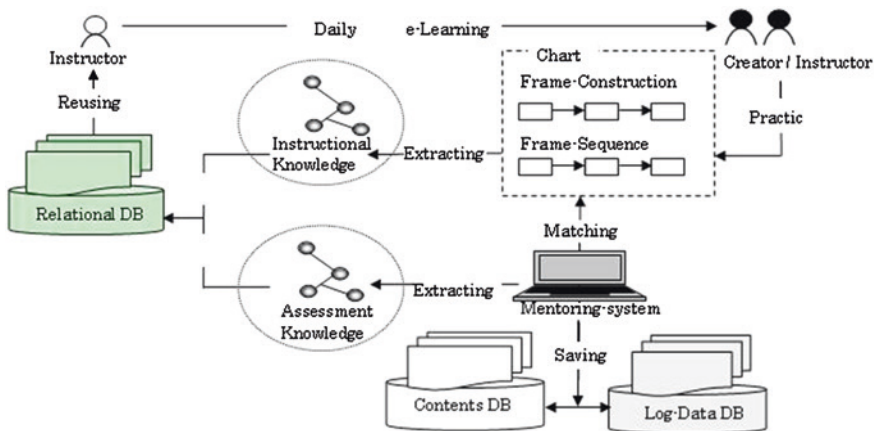 Daily e-Learning
Instructor
Creator / Instructor
Chart
Frame-Construction
Frame-Sequence
Reusing
Practic
Instructional
Knowledge
Extracting
Relational DB
Matching
Assessment
Knowledge
Extracting
Mentoring-system
Saving
Contents DB
Log-Data DB